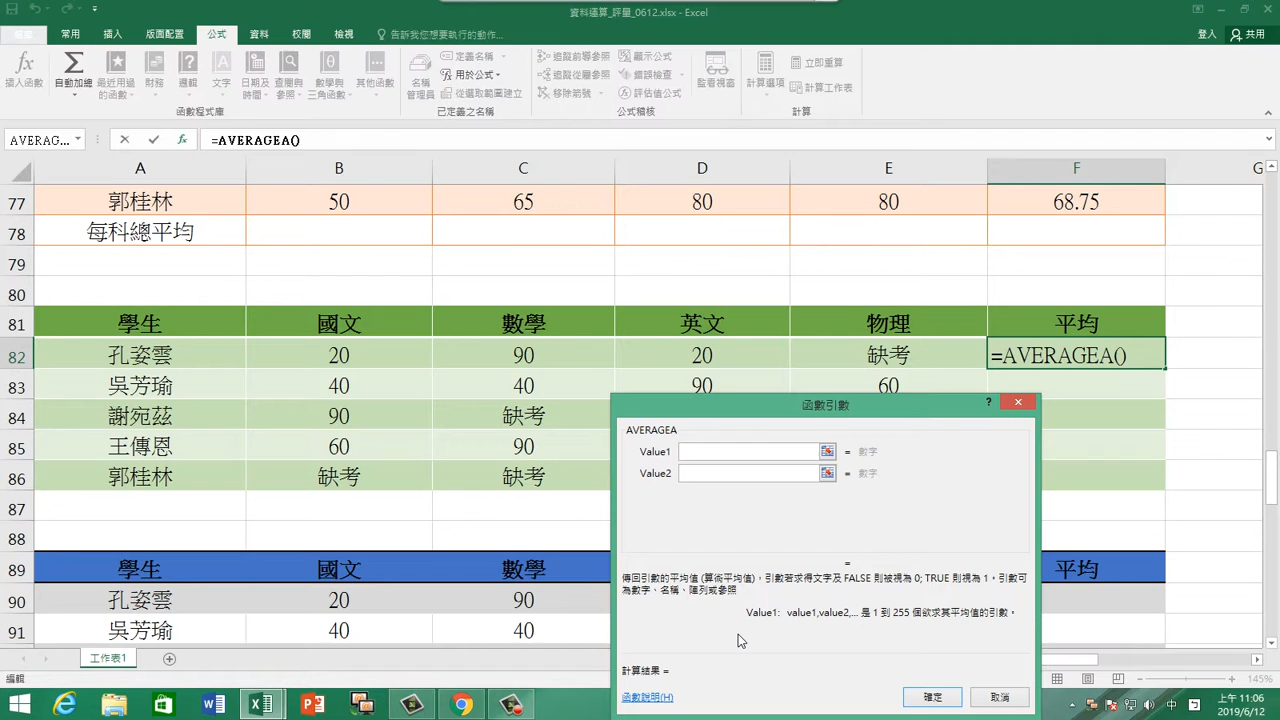 資料運算_評量_0612.xlsx - Excel
檔案 常用 插入 版面配置 公式 資料 校閱 檢視 告訴我您想要執行的動作... 登入 共用
插入函數 自動加總 最近用過的函數 財務 邏輯 文字 日期及時間 查閱與參照 數學與三角函數 其他函數 名稱管理員 定義名稱 用於公式 從選取範圍建立 追蹤前導參照 追蹤從屬參照 移除箭號 顯示公式 錯誤檢查 評估值公式 監看視窗 計算選項 立即重算 計算工作表
函數程式庫 已定義之名稱 公式稽核 計算
AVERAG... fx =AVERAGEA()
A B C D E F G
77 郭桂林 50 65 80 80 68.75
78 每科總平均
79
80
81 學生 國文 數學 英文 物理 平均
82 孔姿雲 20 90 20 缺考 =AVERAGEA()
83 吳芳瑜 40 40 90 60
84 謝宛茲 90 缺考
85 王傳恩 60 90
86 郭桂林 缺考 缺考
87
88
89 學生 國文 數學 平均
90 孔姿雲 20 90
91 吳芳瑜 40 40
函數引數
AVERAGEA
Value1 = 數字
Value2 = 數字
=
傳回引數的平均值 (算術平均值)，引數若求得文字及 FALSE 則被視為 0; TRUE 則視為 1。引數可
為數字、名稱、陣列或參照
Value1: value1,value2,... 是 1 到 255 個欲求其平均值的引數。
計算結果 =
函數說明(H) 確定 取消
工作表1
編輯 145%
中 上午 11:06
2019/6/12